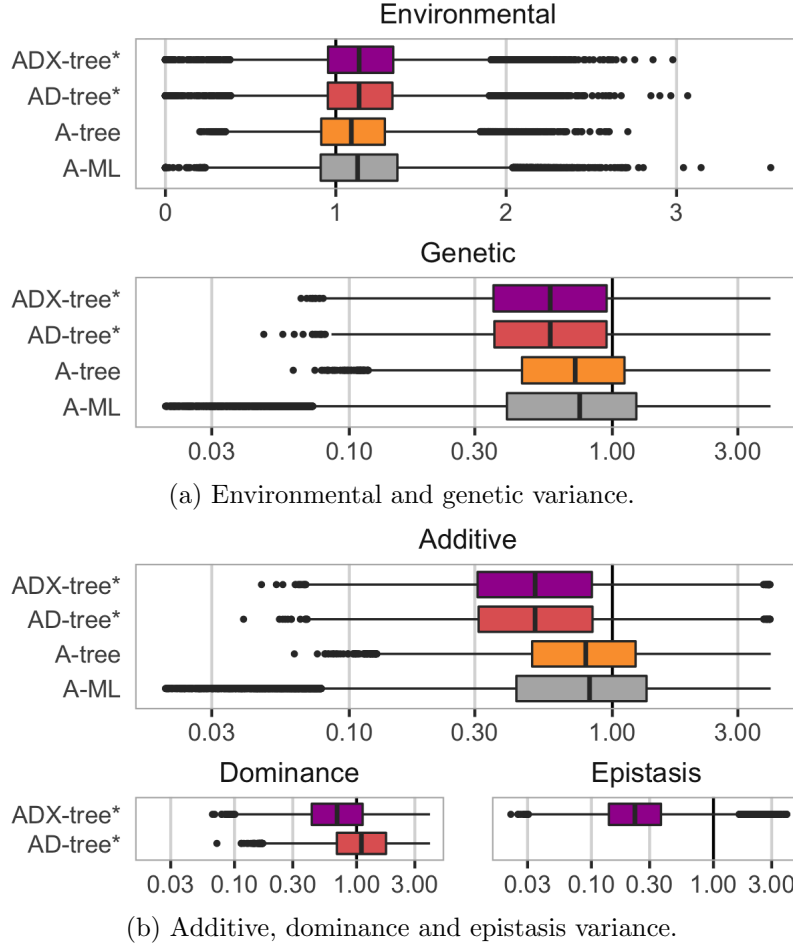 Environmental
ADX-tree*
AD-tree*
A-tree
A-ML
0 1 2 3
Genetic
ADX-tree*
AD-tree*
A-tree
A-ML
0.03 0.10 0.30 1.00 3.00
(a) Environmental and genetic variance.
Additive
ADX-tree*
AD-tree*
A-tree
A-ML
0.03 0.10 0.30 1.00 3.00
Dominance
ADX-tree*
AD-tree*
0.03 0.10 0.30 1.00 3.00
Epistasis
0.03 0.10 0.30 1.00 3.00
(b) Additive, dominance and epistasis variance.